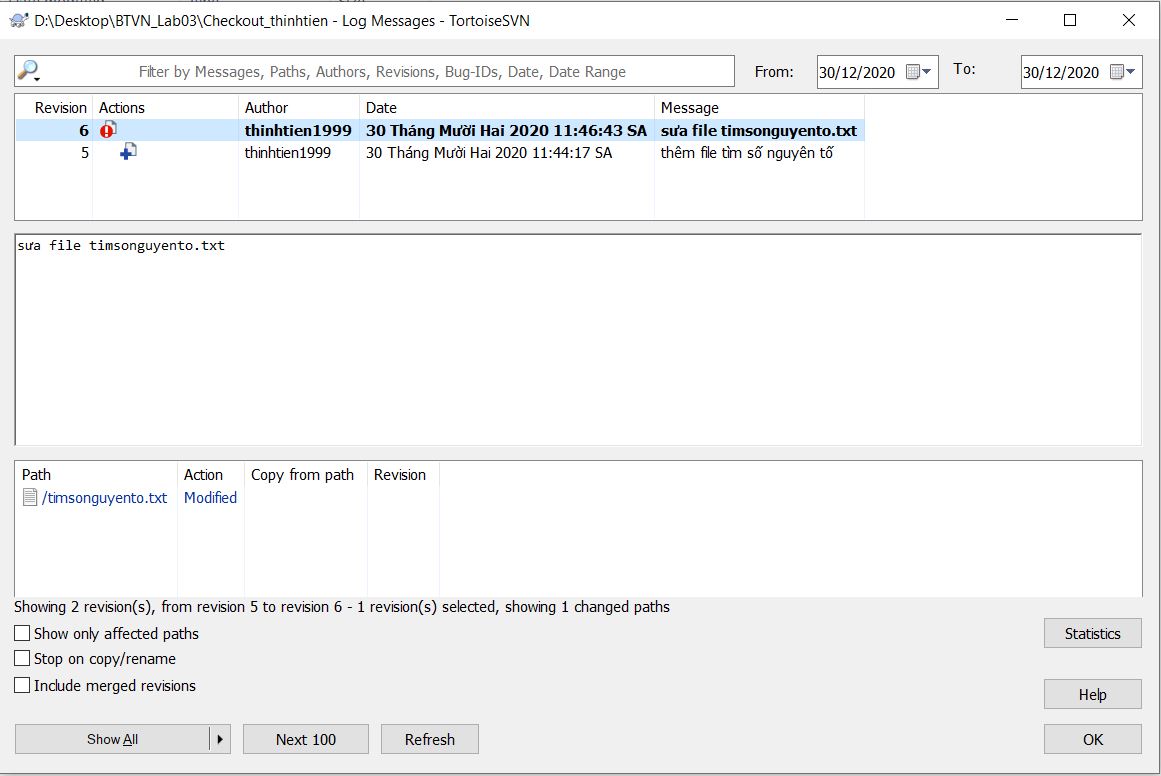 D:\Desktop\BTVN_Lab03\Checkout_thinhtien - Log Messages - TortoiseSVN
Filter by Messages, Paths, Authors, Revisions, Bug-IDs, Date, Date Range From: 30/12/2020 To: 30/12/2020
Revision Actions Author Date Message
6 thinhtien1999 30 Tháng Mười Hai 2020 11:46:43 SA sưa file timsonguyento.txt
5 thinhtien1999 30 Tháng Mười Hai 2020 11:44:17 SA thêm file tìm số nguyên tố
sưa file timsonguyento.txt
Path Action Copy from path Revision
/timsonguyento.txt Modified
Showing 2 revision(s), from revision 5 to revision 6 - 1 revision(s) selected, showing 1 changed paths
Show only affected paths
Statistics
Stop on copy/rename
Include merged revisions
Help
Show All Next 100 Refresh OK